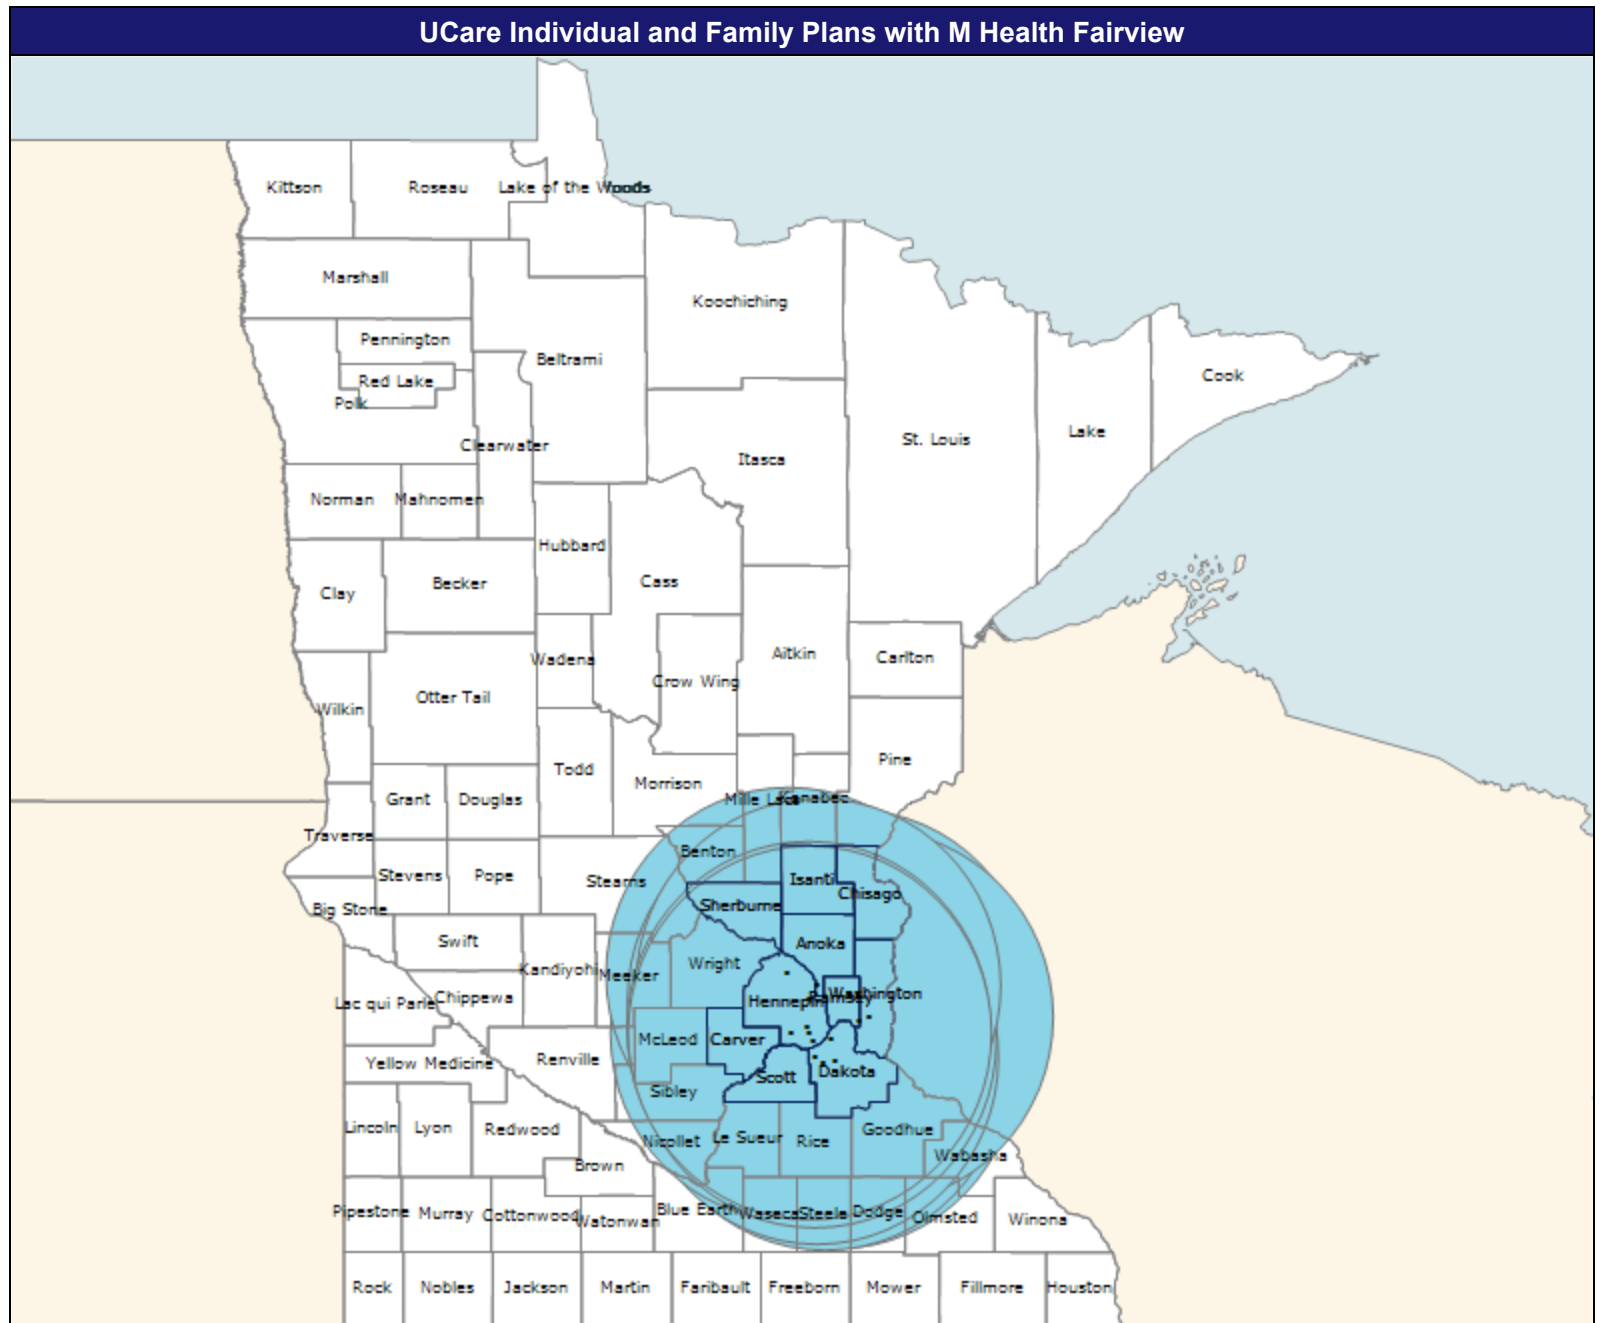 UCare Individual and Family Plans with M Health Fairview
Kittson
Roseau
Lake of the Woods
Marshall
Koochiching
Pennington
Beltrami
Red Lake
Polk
Cook
Clearwater
St. Louis
Lake
Itasca
Norman
Mahnomen
Hubbard
Cass
Becker
Clay
Wadena
Aitkin
Carlton
Crow Wing
Otter Tail
Wilkin
Pine
Todd
Morrison
Grant
Douglas
Mille Lacs
Kanabec
Traverse
Benton
Stevens
Pope
Stearns
Isanti
Chisago
Big Stone
Sherburne
Swift
Anoka
Kandiyohi
Meeker
Wright
Lac qui Parle
Chippewa
Hennepin
Ramsey
Washington
McLeod
Carver
Yellow Medicine
Renville
Scott
Dakota
Sibley
Lincoln
Lyon
Redwood
Nicollet
Le Sueur
Rice
Goodhue
Brown
Wabasha
Pipestone
Murray
Cottonwood
Watonwan
Blue Earth
Waseca
Steele
Dodge
Olmsted
Winona
Rock
Nobles
Jackson
Martin
Faribault
Freeborn
Mower
Fillmore
Houston